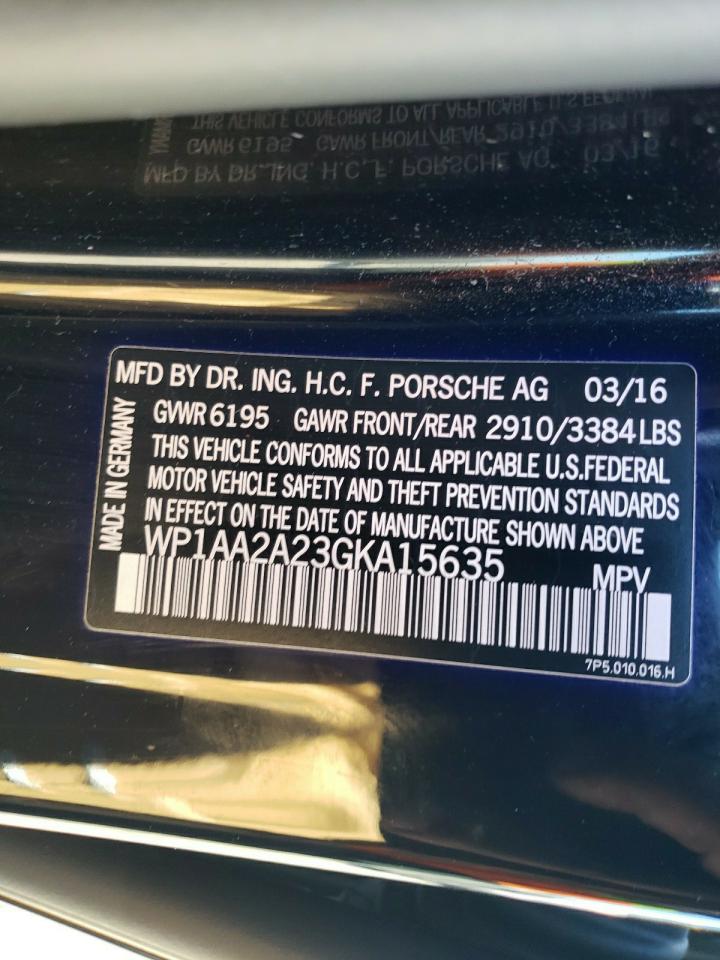 MFD BY DR. ING. H.C. F. PORSCHE AG 03/16
GVWR 6195 GAWR FRONT/REAR 2910/3384 LBS
THIS VEHICLE CONFORMS TO ALL APPLICABLE U.S.FEDERAL
MOTOR VEHICLE SAFETY AND THEFT PREVENTION STANDARDS
IN EFFECT ON THE DATE OF MANUFACTURE SHOWN ABOVE
WP1AA2A23GKA15635 MPV
7P5.010.016.H
MADE IN GERMANY